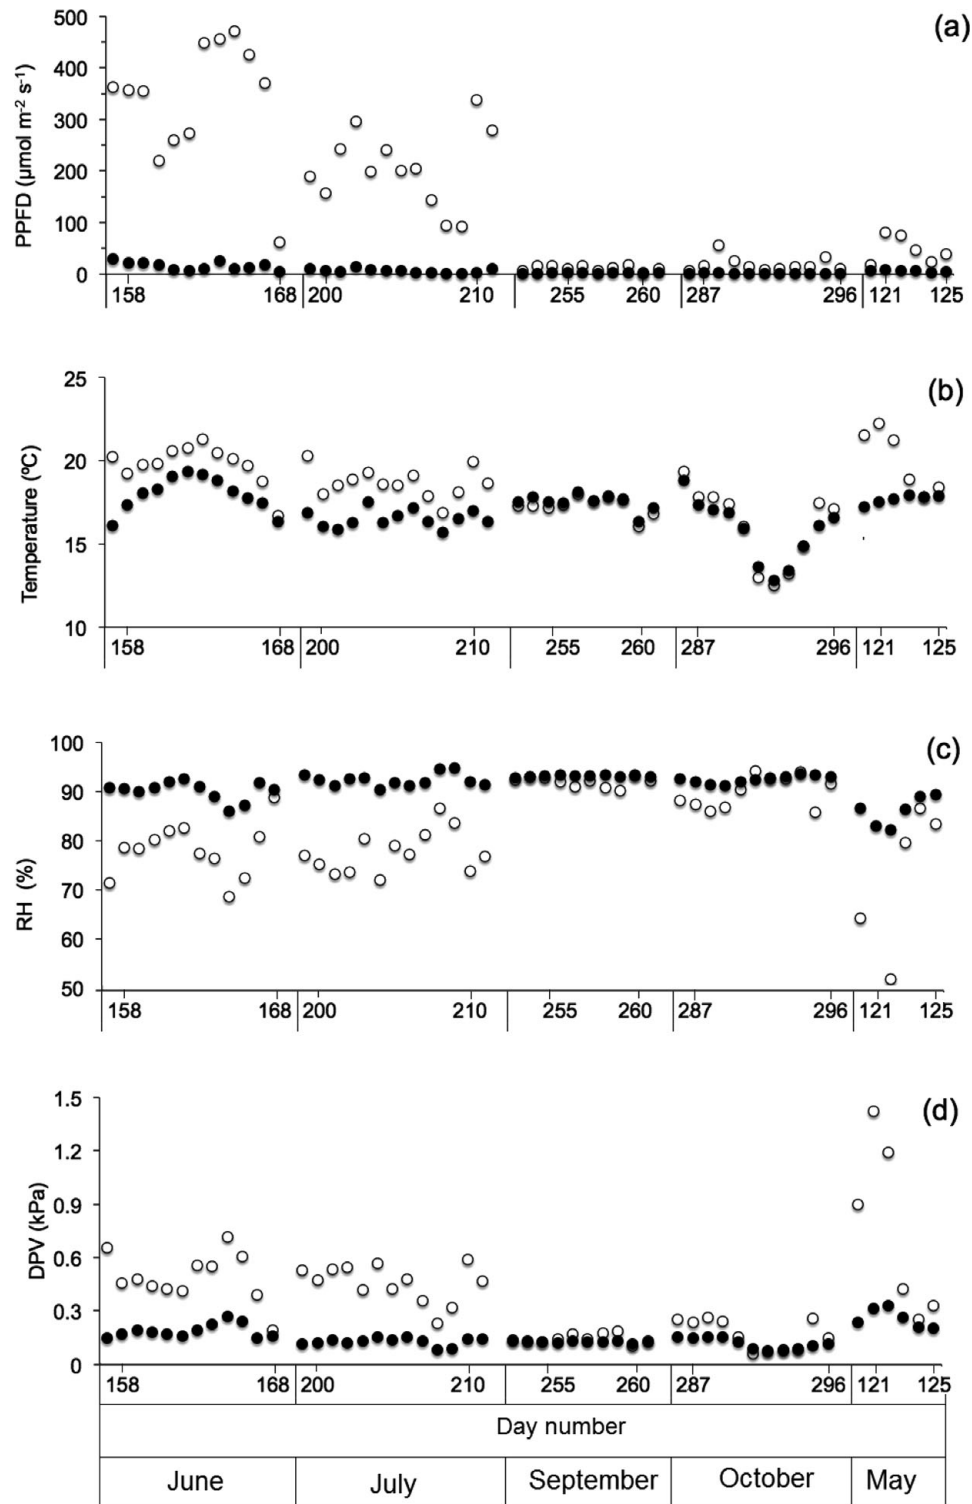 (a)
500
400
300
200
100
0
PPFD (µmol m-2 s-1)
158 168 200 210 255 260 287 296 121 125
(b)
25
20
15
10
Temperature (ºC)
158 168 200 210 255 260 287 296 121 125
(c)
100
90
80
70
60
50
RH (%)
158 168 200 210 255 260 287 296 121 125
(d)
1.5
1.2
0.9
0.6
0.3
0
DPV (kPa)
158 168 200 210 255 260 287 296 121 125
Day number
June July September October May